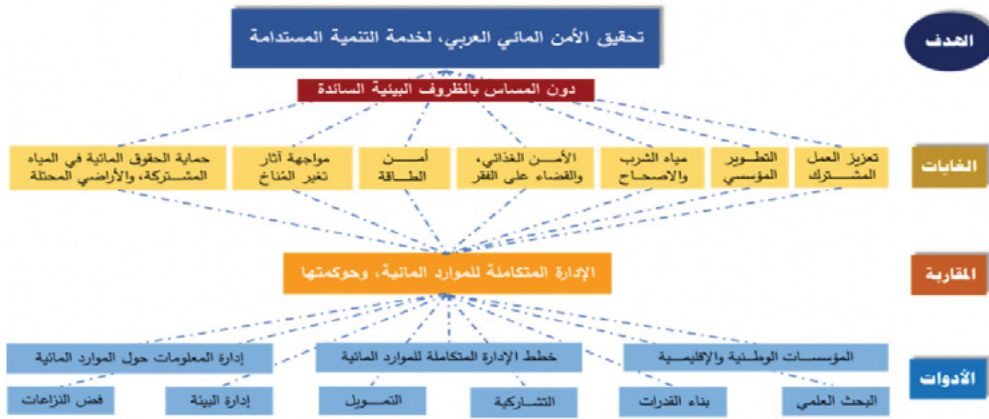 الهدف
تحقيق الأمن المائي العربي، لخدمة التنمية المستدامة
دون المساس بالظروف البيئية السائدة
الغايات
تعزيز العمل
المشترك
التطوير
المؤسسي
مياه الشرب
والاصحاح
الأمن الغذائي،
والقضاء على الفقر
أمن
الطاقة
مواجهة آثار
تغير المُناخ
حماية الحقوق المائية في المياه
المشتركة، والأراضي المحتلة
المقاربة
الإدارة المتكاملة للموارد المائية، وحوكمتها
الأدوات
المؤسسات الوطنية والإقليمية
خطط الإدارة المتكاملة للموارد المائية
إدارة المعلومات حول الموارد المائية
البحث العلمي
بناء القدرات
التشاركية
التمويل
إدارة البيئة
فض النزاعات